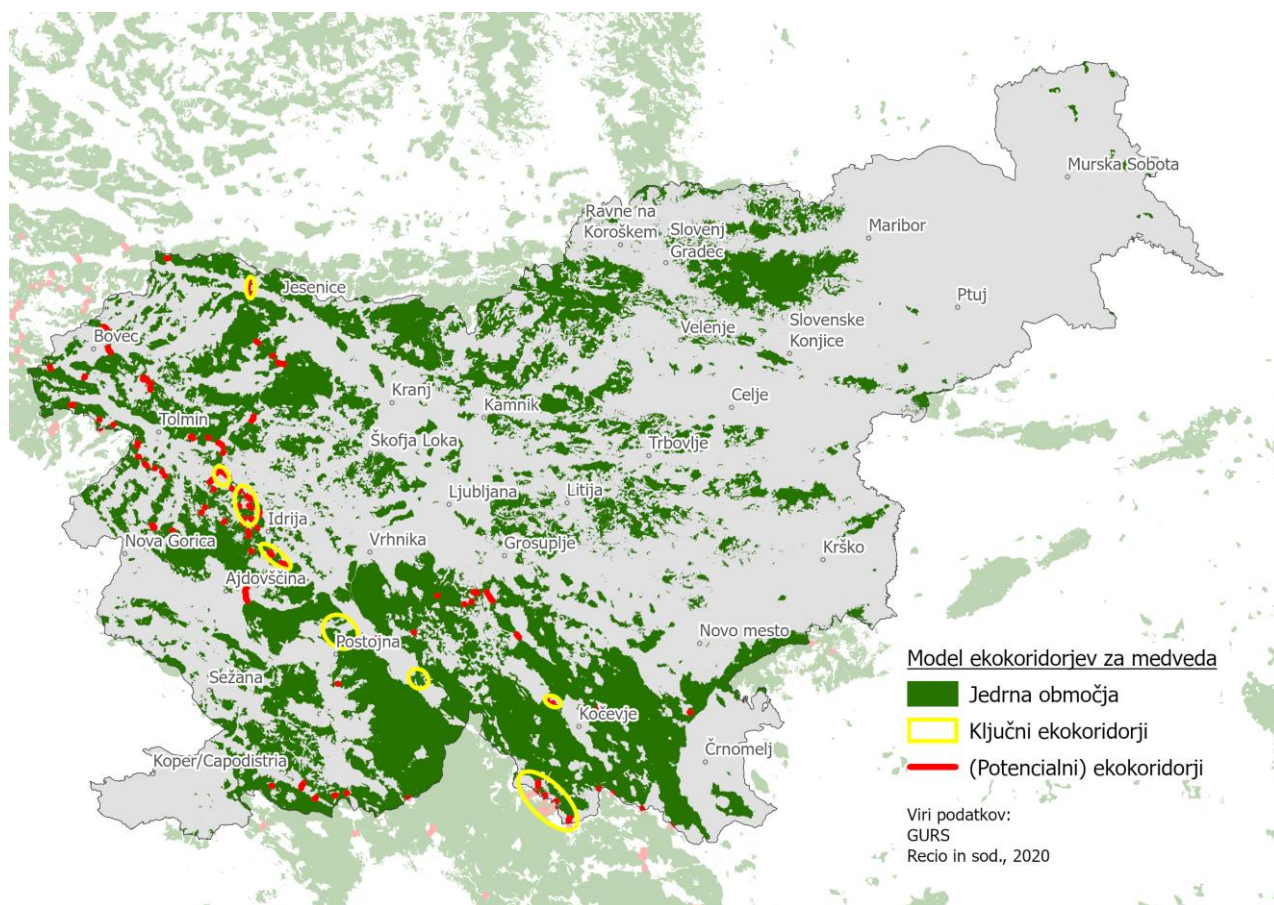 Murska Sobota
Ravne na
Koroškem
Slovenj
Gradec
Maribor
Jesenice
Ptuj
Bovec
Velenje
Slovenske
Konjice
Kranj
Kamnik
Celje
Tolmin
Škofja Loka
Trbovlje
Ljubljana
Litija
Idrija
Nova Gorica
Vrhnika
Grosuplje
Krško
Ajdovščina
Postojna
Novo mesto
Sežana
Kočevje
Črnomelj
Koper/Capodistria
Model ekokoridorjev za medveda
Jedrna območja
Ključni ekokoridorji
(Potencialni) ekokoridorji
Viri podatkov:
GURS
Recio in sod., 2020